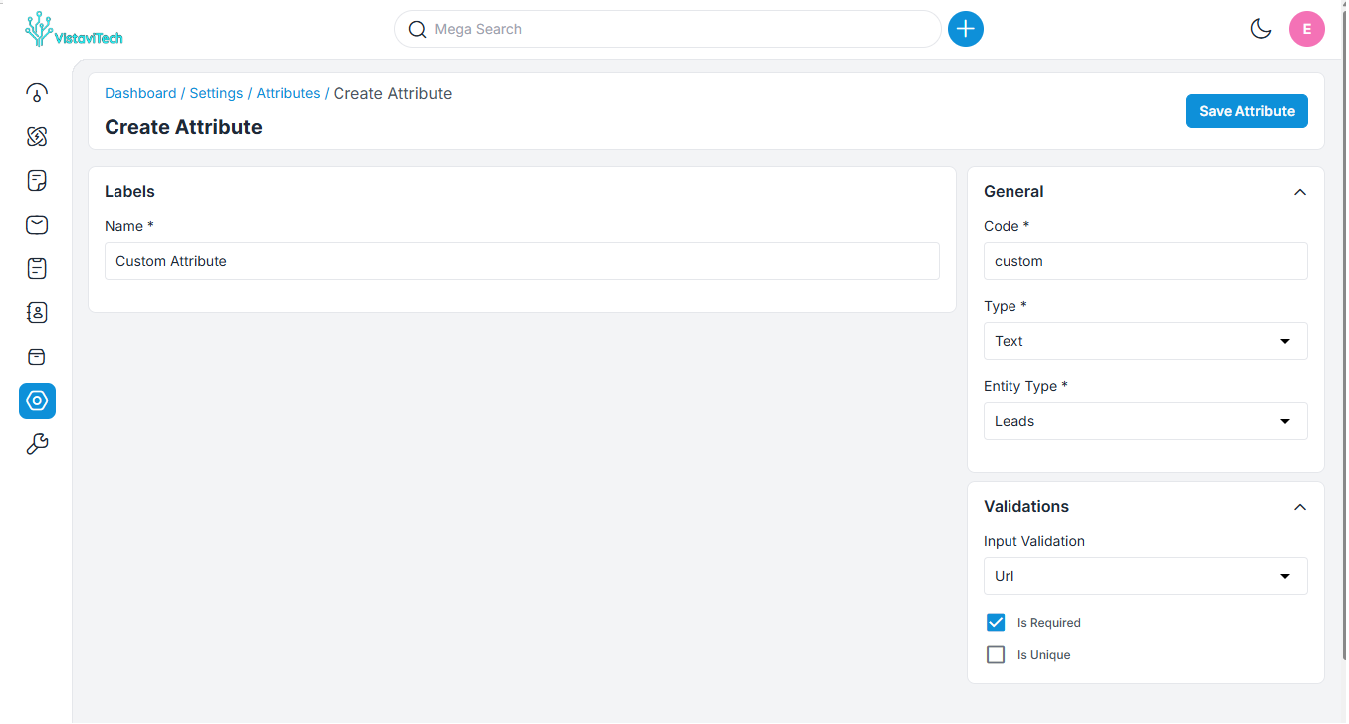 VistaviTech
Mega Search
E
Dashboard / Settings / Attributes / Create Attribute
Create Attribute
Save Attribute
Labels
Name *
Custom Attribute
General
Code *
custom
Type *
Text
Entity Type *
Leads
Validations
Input Validation
Url
Is Required
Is Unique